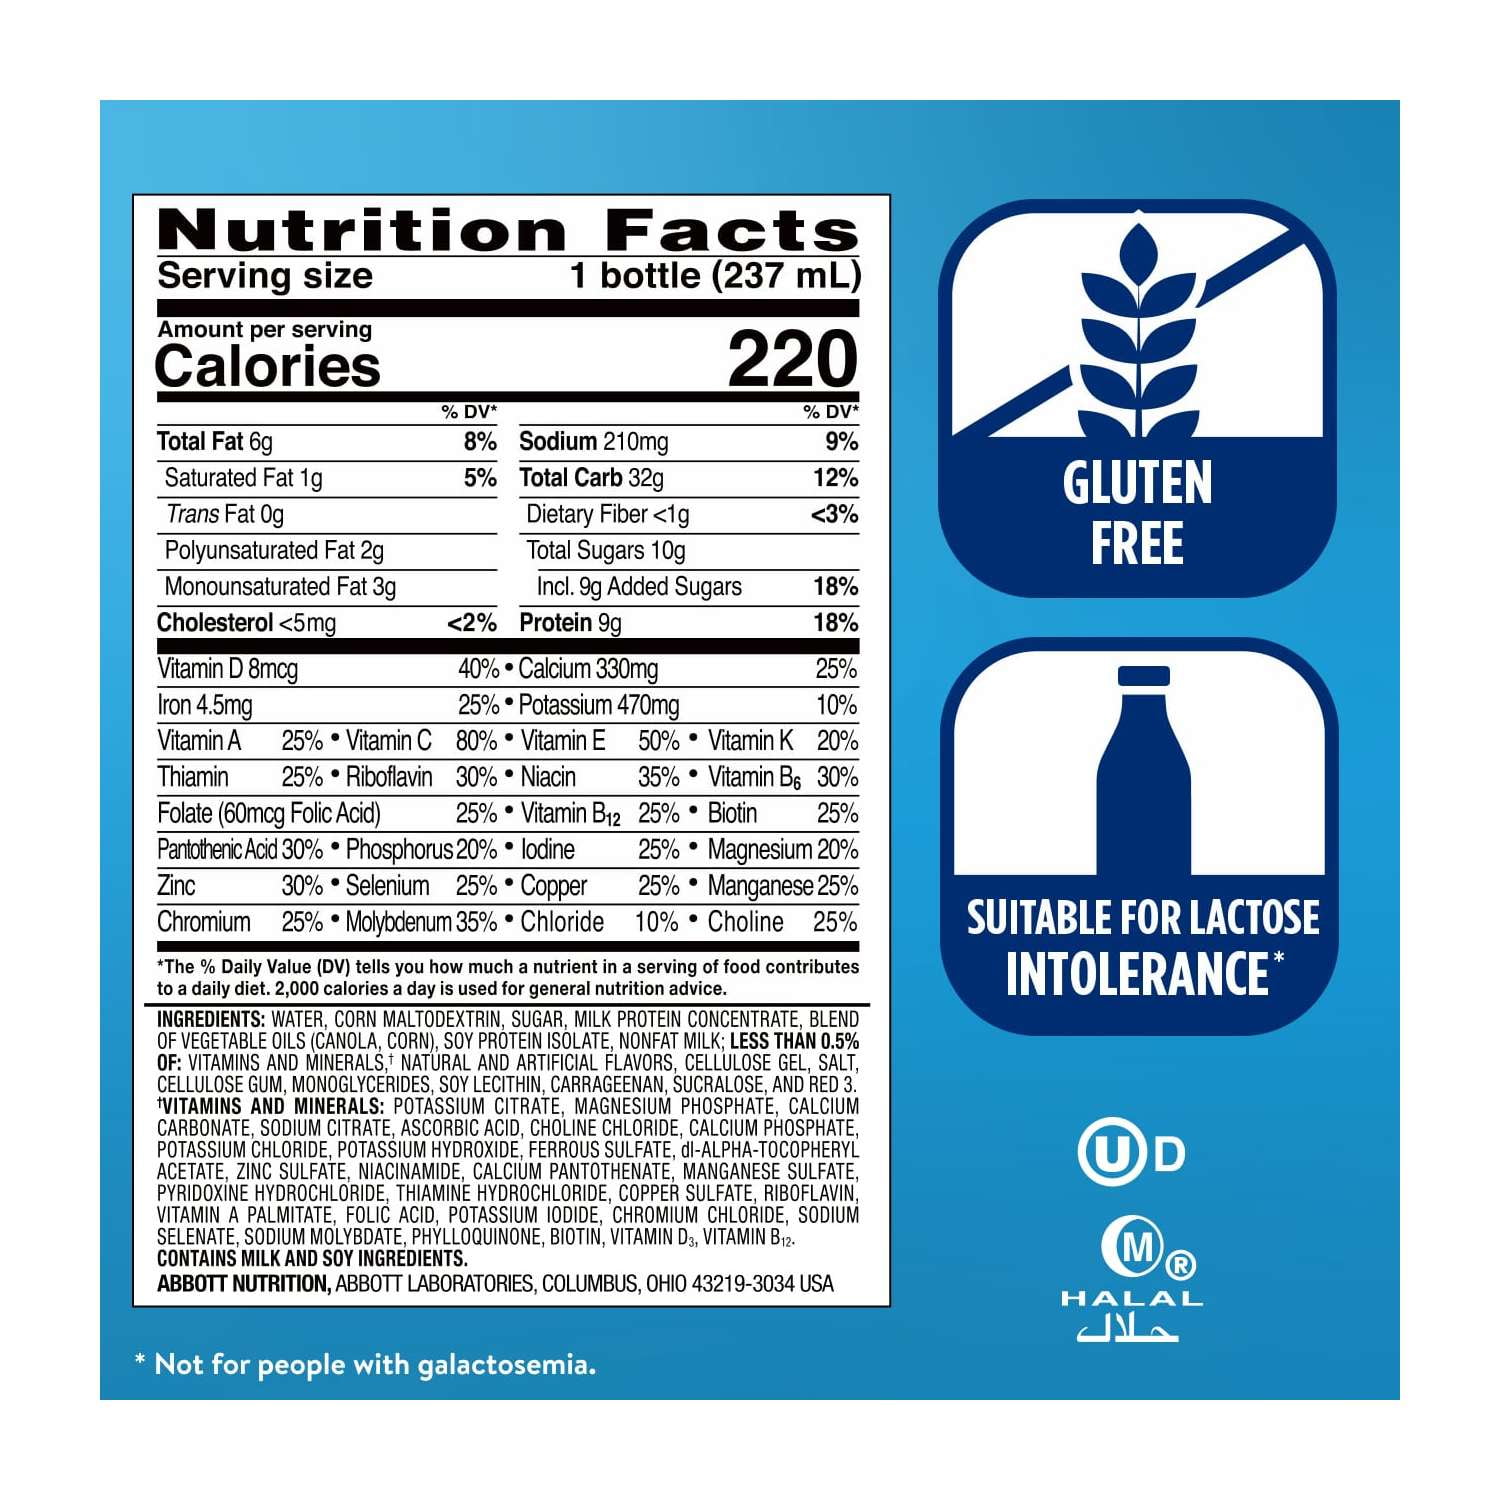 Nutrition Facts
Serving size 1 bottle (237 mL)
Amount per serving
Calories 220
% DV* % DV*
Total Fat 6g 8% Sodium 210mg 9%
Saturated Fat 1g 5% Total Carb 32g 12%
Trans Fat 0g Dietary Fiber <1g <3%
Polyunsaturated Fat 2g Total Sugars 10g
Monounsaturated Fat 3g Incl. 9g Added Sugars 18%
Cholesterol <5mg <2% Protein 9g 18%
Vitamin D 8mcg 40% • Calcium 330mg 25%
Iron 4.5mg 25% • Potassium 470mg 10%
Vitamin A 25% • Vitamin C 80% • Vitamin E 50% • Vitamin K 20%
Thiamin 25% • Riboflavin 30% • Niacin 35% • Vitamin B6 30%
Folate (60mcg Folic Acid) 25% • Vitamin B12 25% • Biotin 25%
Pantothenic Acid 30% • Phosphorus 20% • Iodine 25% • Magnesium 20%
Zinc 30% • Selenium 25% • Copper 25% • Manganese 25%
Chromium 25% • Molybdenum 35% • Chloride 10% • Choline 25%
*The % Daily Value (DV) tells you how much a nutrient in a serving of food contributes
to a daily diet. 2,000 calories a day is used for general nutrition advice.
INGREDIENTS: WATER, CORN MALTODEXTRIN, SUGAR, MILK PROTEIN CONCENTRATE, BLEND
OF VEGETABLE OILS (CANOLA, CORN), SOY PROTEIN ISOLATE, NONFAT MILK; LESS THAN 0.5%
OF: VITAMINS AND MINERALS,† NATURAL AND ARTIFICIAL FLAVORS, CELLULOSE GEL, SALT,
CELLULOSE GUM, MONOGLYCERIDES, SOY LECITHIN, CARRAGEENAN, SUCRALOSE, AND RED 3.
†VITAMINS AND MINERALS: POTASSIUM CITRATE, MAGNESIUM PHOSPHATE, CALCIUM
CARBONATE, SODIUM CITRATE, ASCORBIC ACID, CHOLINE CHLORIDE, CALCIUM PHOSPHATE,
POTASSIUM CHLORIDE, POTASSIUM HYDROXIDE, FERROUS SULFATE, dl-ALPHA-TOCOPHERYL
ACETATE, ZINC SULFATE, NIACINAMIDE, CALCIUM PANTOTHENATE, MANGANESE SULFATE,
PYRIDOXINE HYDROCHLORIDE, THIAMINE HYDROCHLORIDE, COPPER SULFATE, RIBOFLAVIN,
VITAMIN A PALMITATE, FOLIC ACID, POTASSIUM IODIDE, CHROMIUM CHLORIDE, SODIUM
SELENATE, SODIUM MOLYBDATE, PHYLLOQUINONE, BIOTIN, VITAMIN D3, VITAMIN B12.
CONTAINS MILK AND SOY INGREDIENTS.
ABBOTT NUTRITION, ABBOTT LABORATORIES, COLUMBUS, OHIO 43219-3034 USA
* Not for people with galactosemia.
GLUTEN
FREE
SUITABLE FOR LACTOSE
INTOLERANCE*
U D
M ®
HALAL
حلال